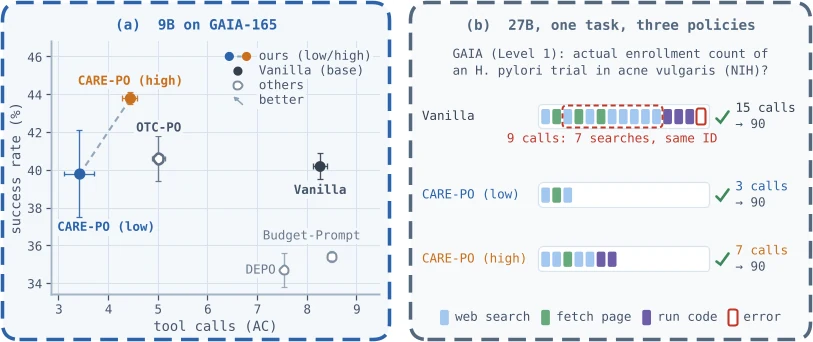 (a) 9B on GAIA-165
46
44
42
40
38
36
34
success rate (%)
3
4
5
6
7
8
9
tool calls (AC)
ours (low/high)
Vanilla (base)
others
better
CARE-PO (high)
OTC-PO
Vanilla
CARE-PO (low)
Budget-Prompt
DEPO
(b) 27B, one task, three policies
GAIA (Level 1): actual enrollment count of
an H. pylori trial in acne vulgaris (NIH)?
Vanilla
15 calls
→ 90
9 calls: 7 searches, same ID
CARE-PO (low)
3 calls
→ 90
CARE-PO (high)
7 calls
→ 90
web search
fetch page
run code
error